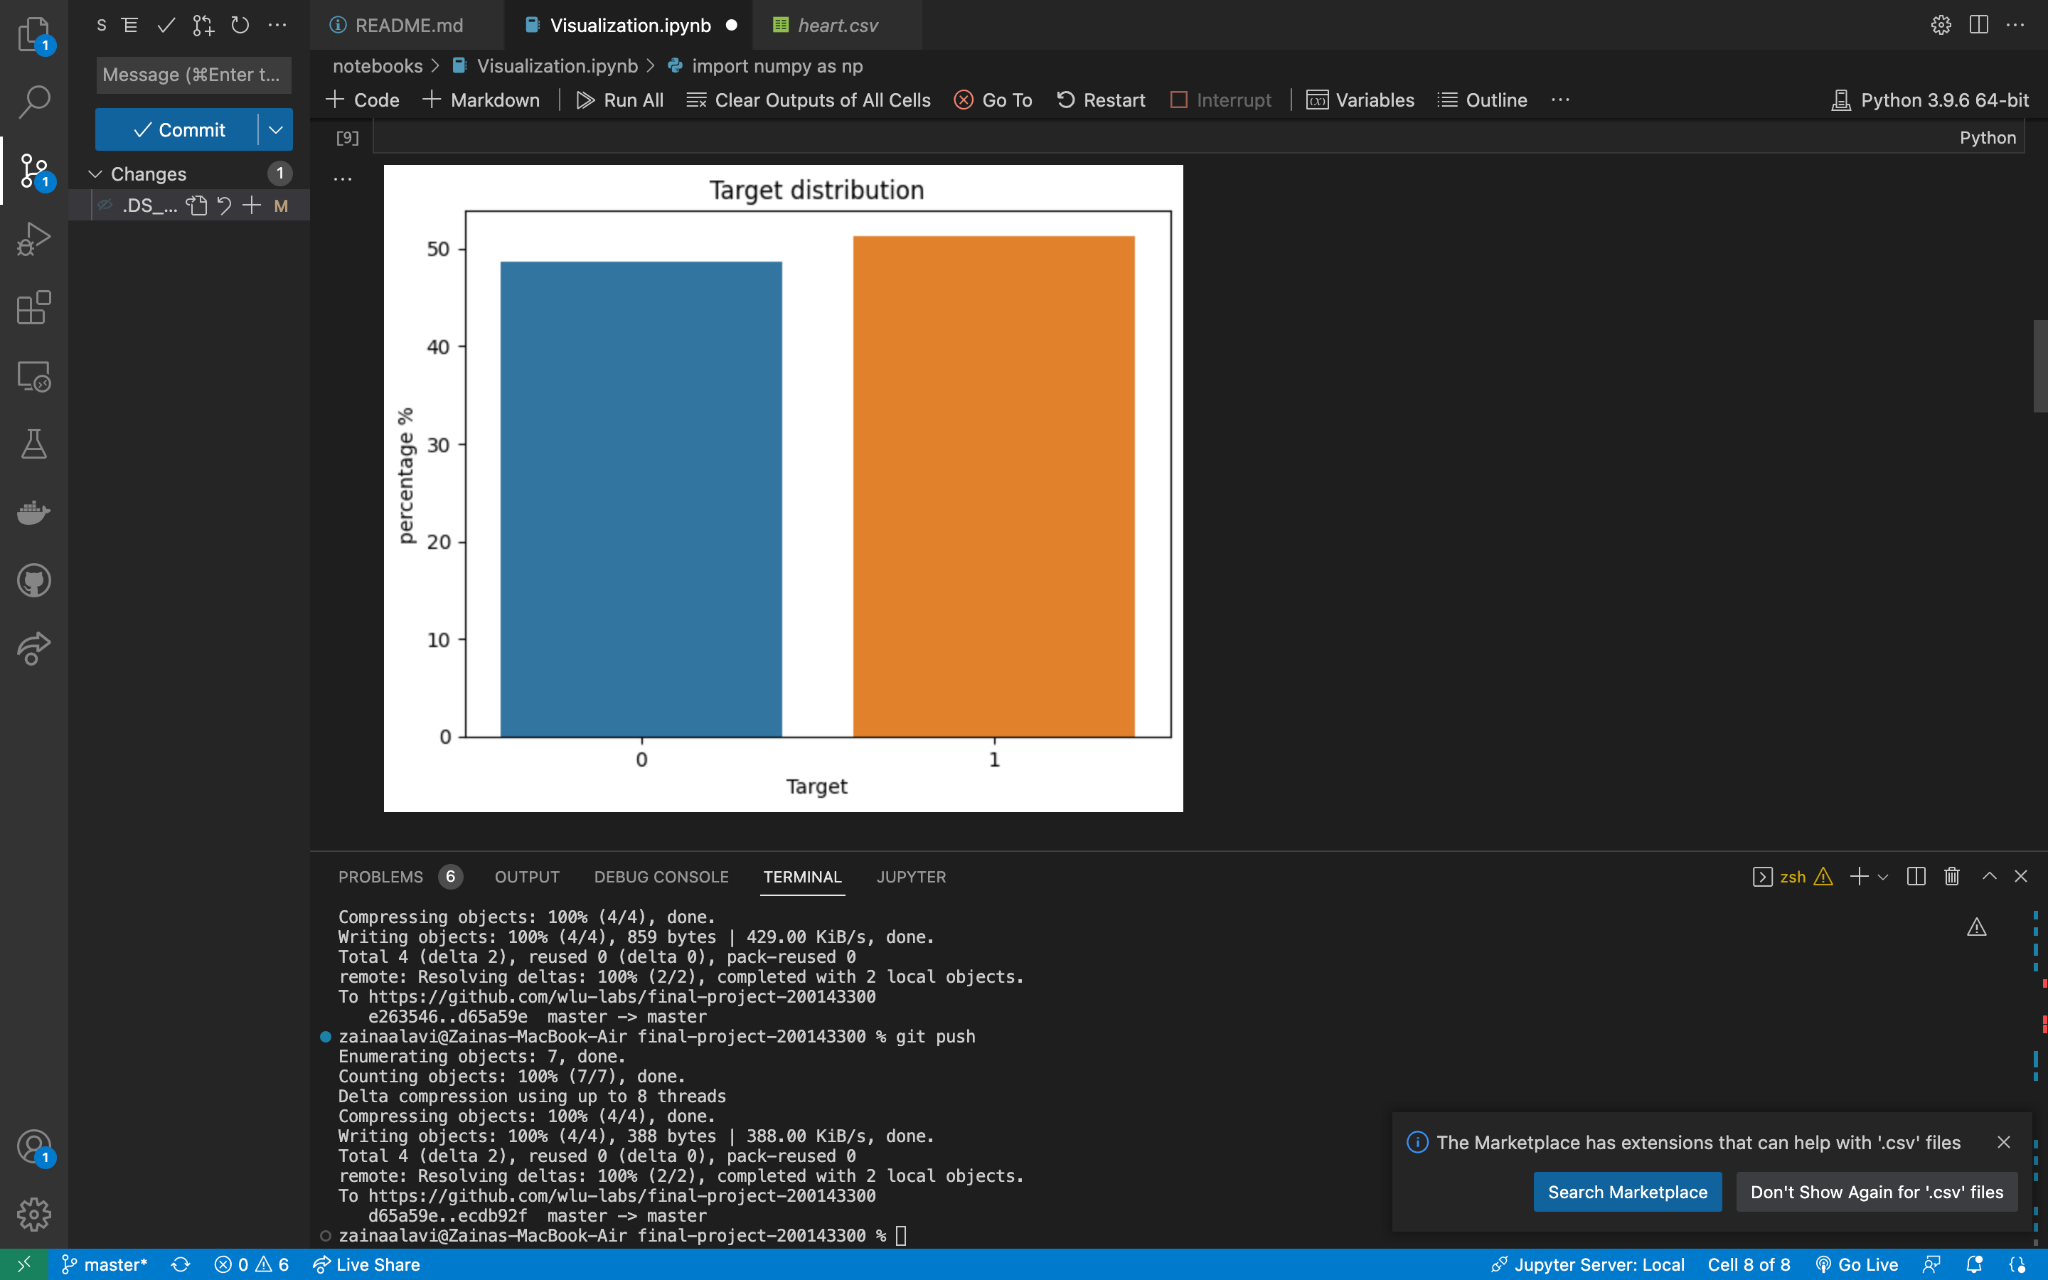 S
README.md
Visualization.ipynb
heart.csv
Message (⌘Enter t...
notebooks > Visualization.ipynb > import numpy as np
Code Markdown Run All Clear Outputs of All Cells Go To Restart Interrupt Variables Outline ... Python 3.9.6 64-bit
Commit
[9]
Python
Changes 1
.DS_... M
...
Target distribution
50
40
30
20
10
0
percentage %
0 1
Target
PROBLEMS 6 OUTPUT DEBUG CONSOLE TERMINAL JUPYTER
zsh
Compressing objects: 100% (4/4), done.
Writing objects: 100% (4/4), 859 bytes | 429.00 KiB/s, done.
Total 4 (delta 2), reused 0 (delta 0), pack-reused 0
remote: Resolving deltas: 100% (2/2), completed with 2 local objects.
To https://github.com/wlu-labs/final-project-200143300
e263546..d65a59e master -> master
zainaalavi@Zainas-MacBook-Air final-project-200143300 % git push
Enumerating objects: 7, done.
Counting objects: 100% (7/7), done.
Delta compression using up to 8 threads
Compressing objects: 100% (4/4), done.
Writing objects: 100% (4/4), 388 bytes | 388.00 KiB/s, done.
Total 4 (delta 2), reused 0 (delta 0), pack-reused 0
remote: Resolving deltas: 100% (2/2), completed with 2 local objects.
To https://github.com/wlu-labs/final-project-200143300
d65a59e..ecdb92f master -> master
zainaalavi@Zainas-MacBook-Air final-project-200143300 %
The Marketplace has extensions that can help with '.csv' files
Search Marketplace
Don't Show Again for '.csv' files
1
1
1
master* 0 6 Live Share Jupyter Server: Local Cell 8 of 8 Go Live